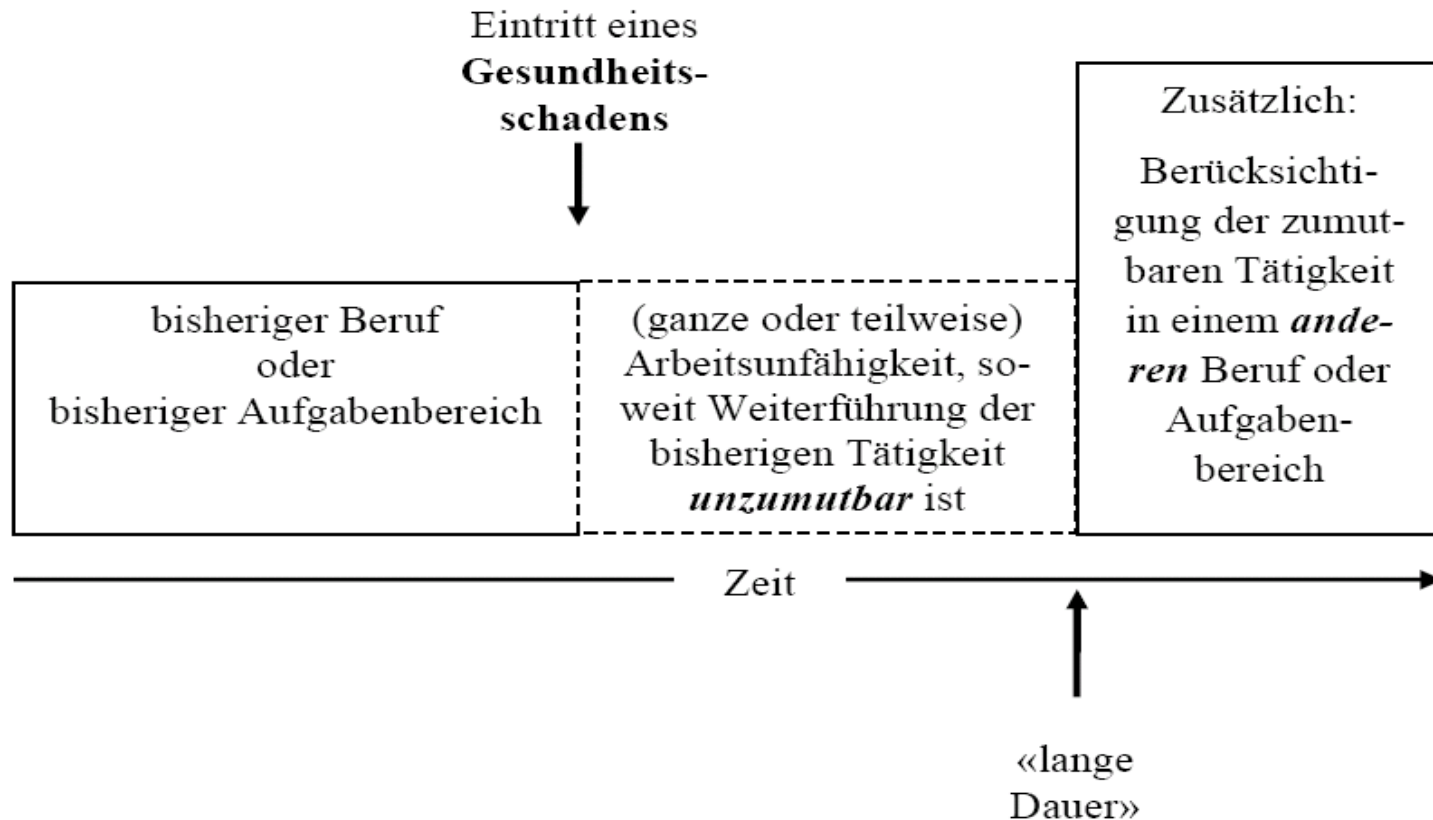 Eintritt eines
Gesundheits-
schadens
bisheriger Beruf
oder
bisheriger Aufgabenbereich
(ganze oder teilweise)
Arbeitsunfähigkeit, so-
weit Weiterführung der
bisherigen Tätigkeit
unzumutbar ist
Zusätzlich:
Berücksichti-
gung der zumut-
baren Tätigkeit
in einem ande-
ren Beruf oder
Aufgaben-
bereich
Zeit
«lange
Dauer»